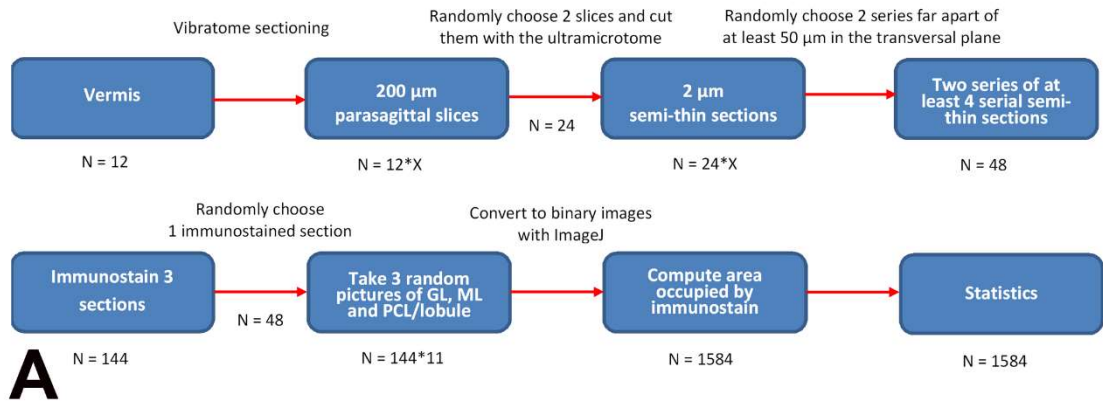 Vibratome sectioning
Randomly choose 2 slices and cut
them with the ultramicrotome
Randomly choose 2 series far apart of
at least 50 µm in the transversal plane
Vermis
200 µm
parasagittal slices
2 µm
semi-thin sections
Two series of at
least 4 serial semi-
thin sections
N = 24
N = 12
N = 12*X
N = 24*X
N = 48
Randomly choose
1 immunostained section
Convert to binary images
with ImageJ
Immunostain 3
sections
Take 3 random
pictures of GL, ML
and PCL/lobule
Compute area
occupied by
immunostain
Statistics
N = 48
N = 144
N = 144*11
N = 1584
N = 1584
A